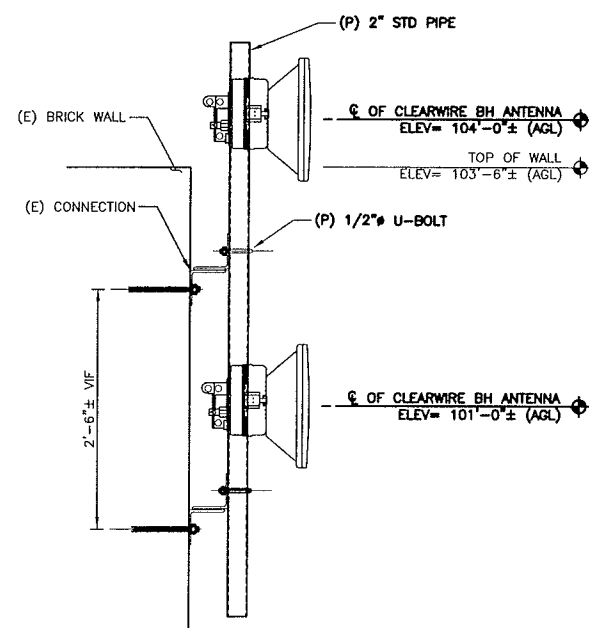 (P) 2" STD PIPE
℄ OF CLEARWIRE BH ANTENNA
ELEV= 104'-0"± (AGL)
(E) BRICK WALL
TOP OF WALL
ELEV= 103'-6"± (AGL)
(E) CONNECTION
(P) 1/2"ø U-BOLT
2'-6"± VIF
℄ OF CLEARWIRE BH ANTENNA
ELEV= 101'-0"± (AGL)